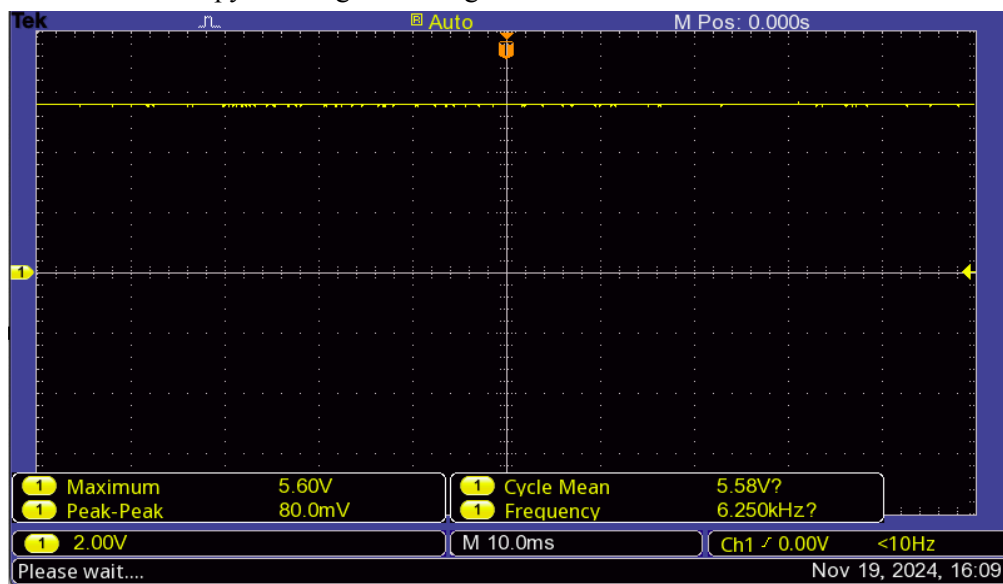 Tek Auto M Pos: 0.000s
T
1
1 Maximum 5.60V 1 Cycle Mean 5.58V?
1 Peak-Peak 80.0mV 1 Frequency 6.250kHz?
1 2.00V M 10.0ms Ch1 0.00V <10Hz
Please wait.... Nov 19, 2024, 16:09